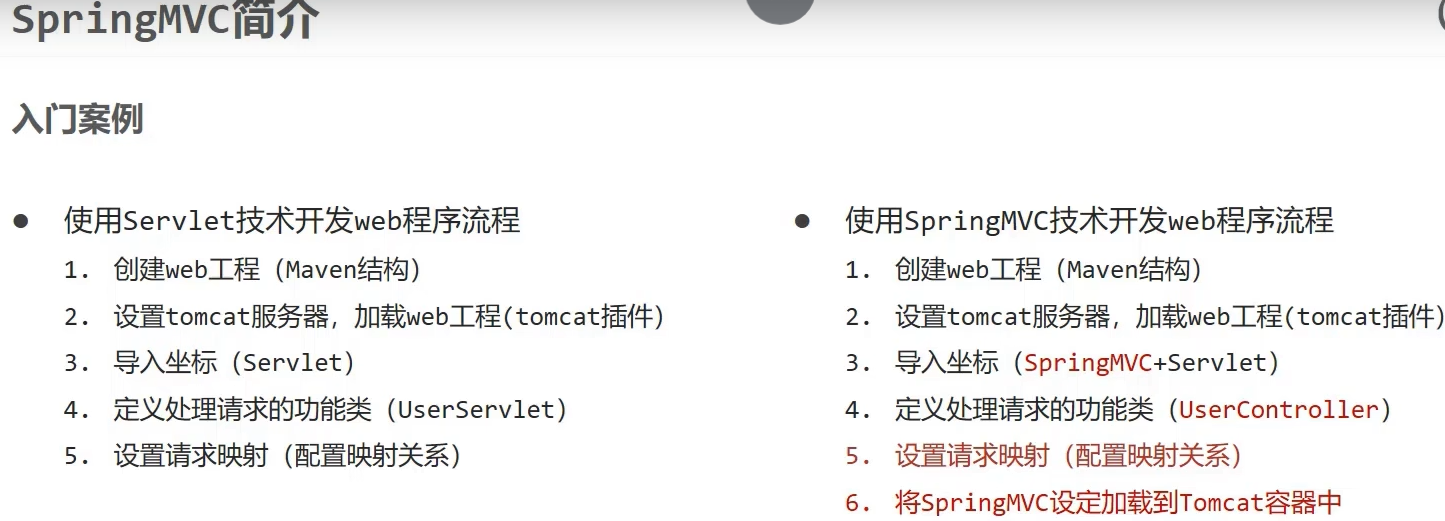 SpringMVC简介
入门案例
● 使用Servlet技术开发web程序流程
1. 创建web工程（Maven结构）
2. 设置tomcat服务器，加载web工程(tomcat插件）
3. 导入坐标（Servlet）
4. 定义处理请求的功能类（UserServlet）
5. 设置请求映射（配置映射关系）
● 使用SpringMVC技术开发web程序流程
1. 创建web工程（Maven结构）
2. 设置tomcat服务器，加载web工程(tomcat插件）
3. 导入坐标（SpringMVC+Servlet）
4. 定义处理请求的功能类（UserController）
5. 设置请求映射（配置映射关系）
6. 将SpringMVC设定加载到Tomcat容器中